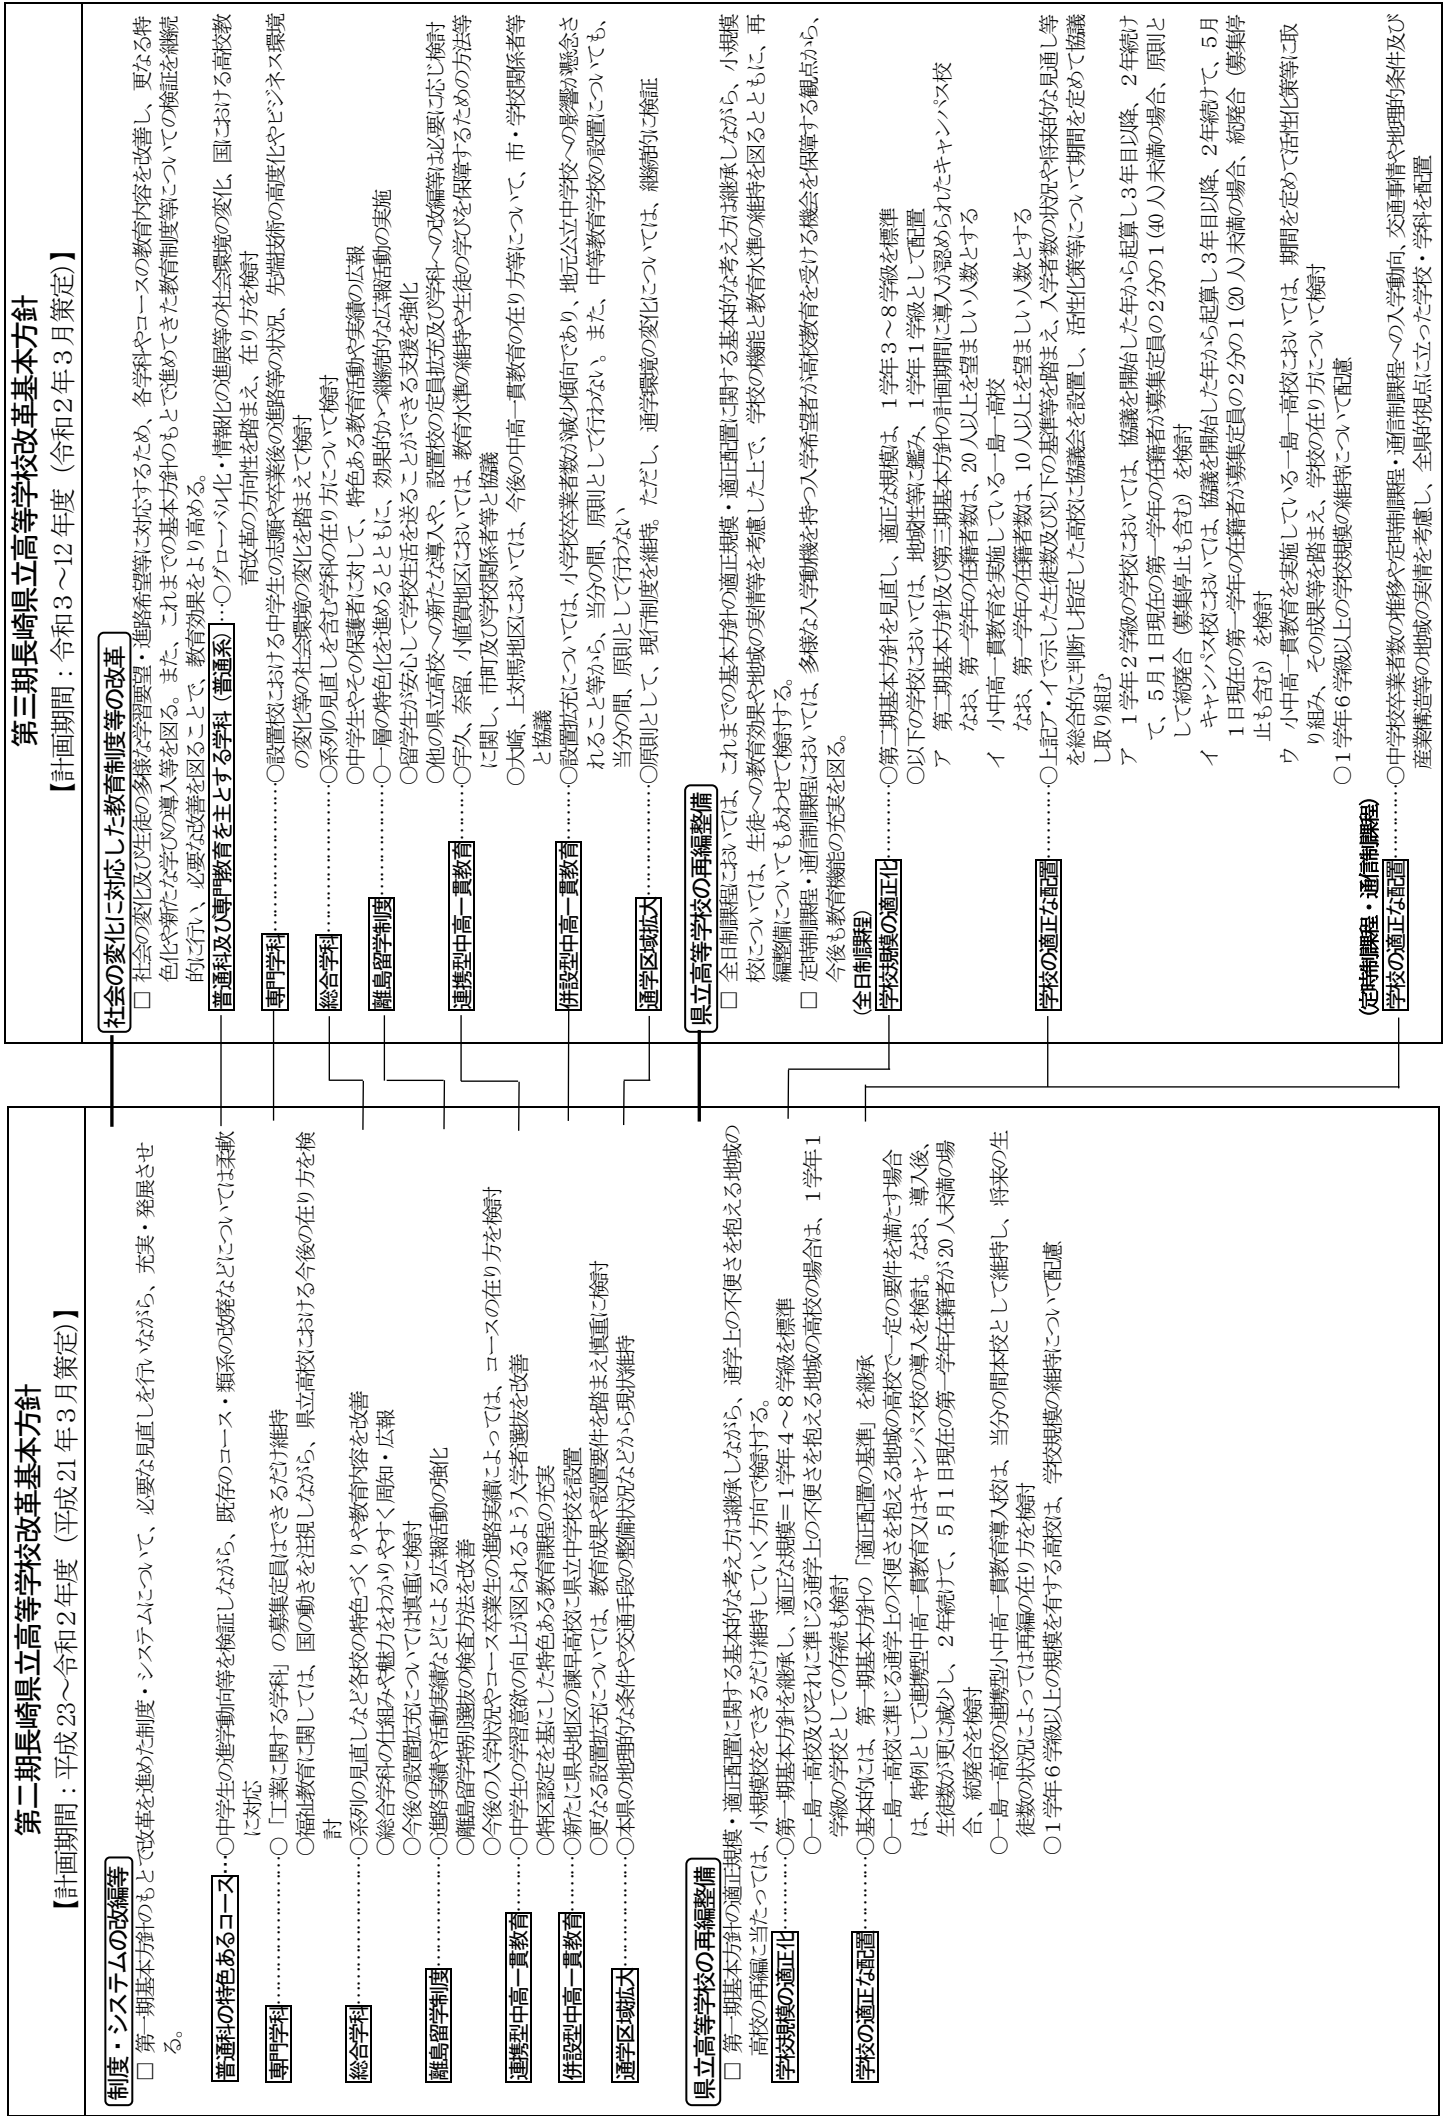 第二期長崎県立高等学校改革基本方針
【計画期間：平成23～令和２年度（平成21年３月策定）】
制度・システムの改編等
□ 第一期基本方針のもとで改革を進めた制度・システムについて、必要な見直しを行いながら、充実・発展させ
る。
普通科の特色あるコース…○中学生の進学動向等を検証しながら、既存のコース・類系の改廃などについては柔軟
に対応
専門学科………………○「工業に関する学科」の募集定員はできるだけ維持
○福祉教育に関しては、国の動きを注視しながら、県立高校における今後の在り方を検
討
総合学科………………○系列の見直しなど各校の特色づくりや教育内容を改善
○総合学科の仕組みや魅力をわかりやすく周知・広報
○今後の設置拡充については慎重に検討
離島留学制度…………○進路実績や活動実績などによる広報活動の強化
○離島留学特別選抜の検査方法を改善
○今後の入学状況やコース卒業生の進路実績によっては、コースの在り方を検討
連携型中高一貫教育………○中学生の学習意欲の向上が図られるよう入学者選抜を改善
○特区認定を基にした特色ある教育課程の充実
併設型中高一貫教育………○新たに県央地区の諫早高校に県立中学校を設置
○更なる設置拡充については、教育成果や設置要件を踏まえ慎重に検討
通学区域拡大…………○本県の地理的な条件や交通手段の整備状況などから現状維持
県立高等学校の再編整備
□ 第一期基本方針の適正規模・適正配置に関する基本的な考え方は継承しながら、通学上の不便さを抱える地域の
高校の再編に当たっては、小規模校をできるだけ維持していく方向で検討する。
学校規模の適正化…………○第一期基本方針を継承し、適正な規模＝１学年４～８学級を標準
○一島一高校及びそれに準じる通学上の不便さを抱える地域の高校の場合は、１学年１
学級の学校としての存続も検討
学校の適正な配置…………○基本的には、第一期基本方針の「適正配置の基準」を継承
○一島一高校に準じる通学上の不便さを抱える地域の高校で一定の要件を満たす場合
は、特例として連携型中高一貫教育又はキャンパス校の導入を検討。なお、導入後、
生徒数が更に減少し、２年続けて、５月１日現在の第一学年在籍者が20人未満の場
合、統廃合を検討
○一島一高校の連携型小中高一貫教育導入校は、当分の間本校として維持し、将来の生
徒数の状況によっては再編の在り方を検討
○１学年６学級以上の規模を有する高校は、学校規模の維持について配慮
第三期長崎県立高等学校改革基本方針
【計画期間：令和３～12年度（令和２年３月策定）】
社会の変化に対応した教育制度等の改革
□ 社会の変化及び生徒の多様な学習要望・進路希望等に対応するため、各学科やコースの教育内容を改善し、更なる特
色化や新たな学びの導入等を図る。また、これまでの基本方針のもとで進めてきた教育制度等についての検証を継続
的に行い、必要な改善を図ることで、教育効果をより高める。
普通科及び専門教育を主とする学科（普通系）…○グローバル化・情報化の進展等の社会環境の変化、国における高校教
育改革の方向性を踏まえ、在り方を検討
専門学科………………○設置校における中学生の志願や卒業後の進路等の状況、先端技術の高度化やビジネス環境
の変化等の社会環境の変化を踏まえて検討
総合学科………………○系列の見直しを含む学科の在り方について検討
○中学生やその保護者に対して、特色ある教育活動や実績の広報
離島留学制度…………○一層の特色化を進めるとともに、効果的かつ継続的な広報活動の実施
○留学生が安心して学校生活を送ることができる支援を強化
○他の県立高校への新たな導入や、設置校の定員拡充及び学科への改編等は必要に応じ検討
連携型中高一貫教育………○宇久、奈留、小値賀地区においては、教育水準の維持や生徒の学びを保障するための方法等
に関し、市町及び学校関係者等と協議
○大崎、上対馬地区においては、今後の中高一貫教育の在り方等について、市・学校関係者等
と協議
併設型中高一貫教育………○設置拡充については、小学校卒業者数が減少傾向であり、地元公立中学校への影響が懸念さ
れること等から、当分の間、原則として行わない。また、中等教育学校の設置についても、
当分の間、原則として行わない
通学区域拡大…………○原則として、現行制度を維持。ただし、通学環境の変化については、継続的に検証
県立高等学校の再編整備
□ 全日制課程においては、これまでの基本方針の適正規模・適正配置に関する基本的な考え方は継承しながら、小規模
校については、生徒への教育効果や地域の実情等を考慮した上で、学校の機能と教育水準の維持を図るとともに、再
編整備についてもあわせて検討する。
□ 定時制課程・通信制課程においては、多様な入学動機を持つ入学希望者が高校教育を受ける機会を保障する観点から、
今後も教育機能の充実を図る。
（全日制課程）
学校規模の適正化…………○第二期基本方針を見直し、適正な規模は、１学年３～８学級を標準
○以下の学校においては、地域性等に鑑み、１学年１学級として配置
ア 第二期基本方針及び第三期基本方針の計画期間に導入が認められたキャンパス校
なお、第一学年の在籍者数は、20人以上を望ましい人数とする
イ 小中高一貫教育を実施している一島一高校
なお、第一学年の在籍者数は、10人以上を望ましい人数とする
学校の適正な配置…………○上記ア・イで示した生徒数及び以下の基準等を踏まえ、入学者数の状況や将来的な見通し等
を総合的に判断し指定した高校に協議会を設置し、活性化策等について期間を定めて協議
し取り組む
ア １学年２学級の学校においては、協議を開始した年から起算し３年目以降、２年続け
て、５月１日現在の第一学年の在籍者が募集定員の２分の１(40人)未満の場合、原則と
して統廃合（募集停止も含む）を検討
イ キャンパス校においては、協議を開始した年から起算し３年目以降、２年続けて、５月
１日現在の第一学年の在籍者が募集定員の２分の１(20人)未満の場合、統廃合（募集停
止も含む）を検討
ウ 小中高一貫教育を実施している一島一高校においては、期間を定めて活性化策等に取
り組み、その成果等を踏まえ、学校の在り方について検討
○１学年６学級以上の学校規模の維持について配慮
（定時制課程・通信制課程）
学校の適正な配置…………○中学校卒業者数の推移や定時制課程・通信制課程への入学動向、交通事情や地理的条件及び
産業構造等の地域の実情を考慮し、全県的視点に立った学校・学科を配置